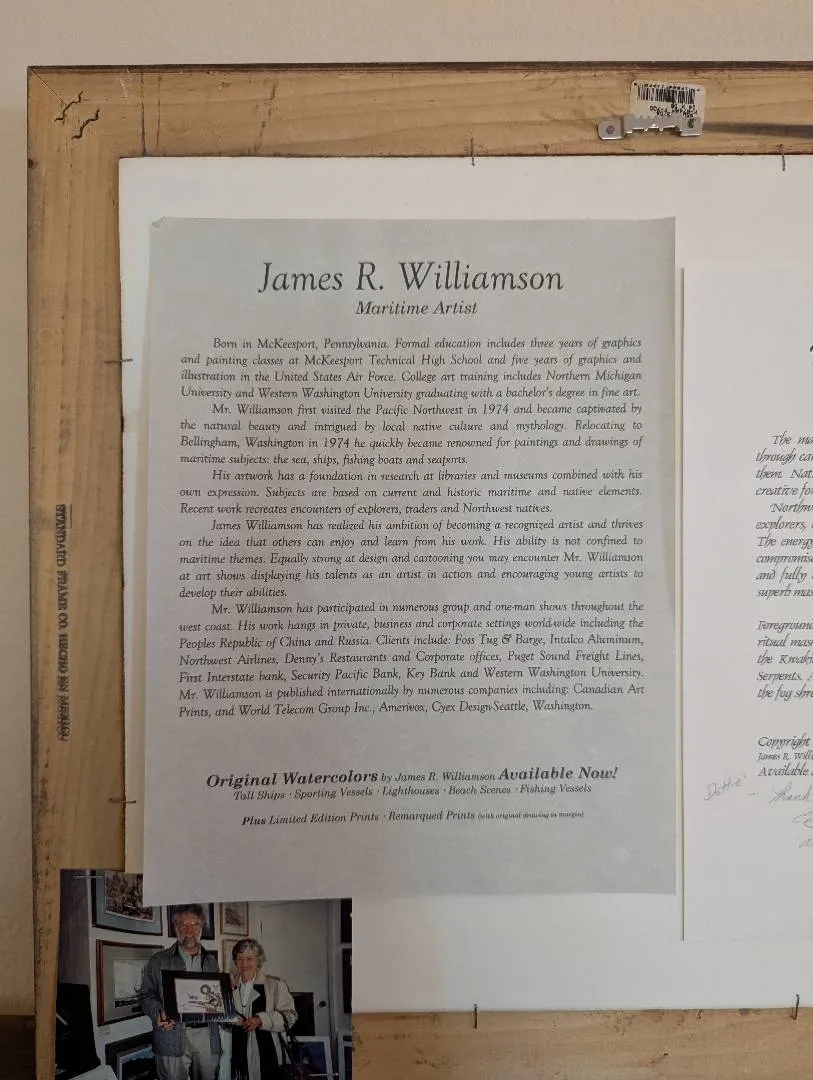 James R. Williamson
Maritime Artist
Born in McKeesport, Pennsylvania. Formal education includes three years of graphics
and painting classes at McKeesport Technical High School and five years of graphics and
illustration in the United States Air Force. College art training includes Northern Michigan
University and Western Washington University graduating with a bachelor's degree in fine art.
Mr. Williamson first visited the Pacific Northwest in 1974 and became captivated by
the natural beauty and intrigued by local native culture and mythology. Relocating to
Bellingham, Washington in 1974 he quickly became renowned for paintings and drawings of
maritime subjects: the sea, ships, fishing boats and seaports.
His artwork has a foundation in research at libraries and museums combined with his
own expression. Subjects are based on current and historic maritime and native elements.
Recent work recreates encounters of explorers, traders and Northwest natives.
James Williamson has realized his ambition of becoming a recognized artist and thrives
on the idea that others can enjoy and learn from his work. His ability is not confined to
maritime themes. Equally strong at design and cartooning you may encounter Mr. Williamson
at art shows displaying his talents as an artist in action and encouraging young artists to
develop their abilities.
Mr. Williamson has participated in numerous group and one-man shows throughout the
west coast. His work hangs in private, business and corporate settings world-wide including the
Peoples Republic of China and Russia. Clients include: Foss Tug & Barge, Intalco Aluminum,
Northwest Airlines, Denny's Restaurants and Corporate offices, Puget Sound Freight Lines,
First Interstate bank, Security Pacific Bank, Key Bank and Western Washington University.
Mr. Williamson is published internationally by numerous companies including: Canadian Art
Prints, and World Telecom Group Inc., Amerivox, Cyex Design-Seattle, Washington.
Original Watercolors by James R. Williamson Available Now!
Tall Ships · Sporting Vessels · Lighthouses · Beach Scenes · Fishing Vessels
Plus Limited Edition Prints · Remarqued Prints (with original drawing in margin)
The
through
them. Nat
creative
Northw
explorers,
The energy
compromise
and fully
superb
Foreground
ritual
the
Serpents.
the fog
Copyright
James R.
Available
Dottie
Thank
STANDARD FRAME CO.